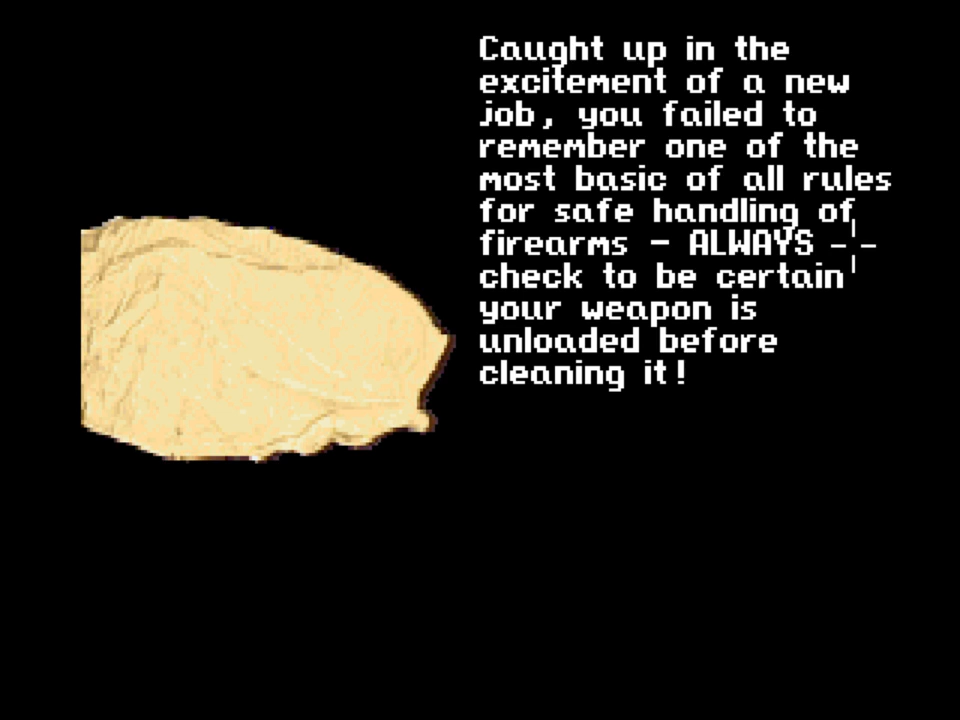 Caught up in the
excitement of a new
job, you failed to
remember one of the
most basic of all rules
for safe handling of
firearms - ALWAYS
check to be certain
your weapon is
unloaded before
cleaning it!